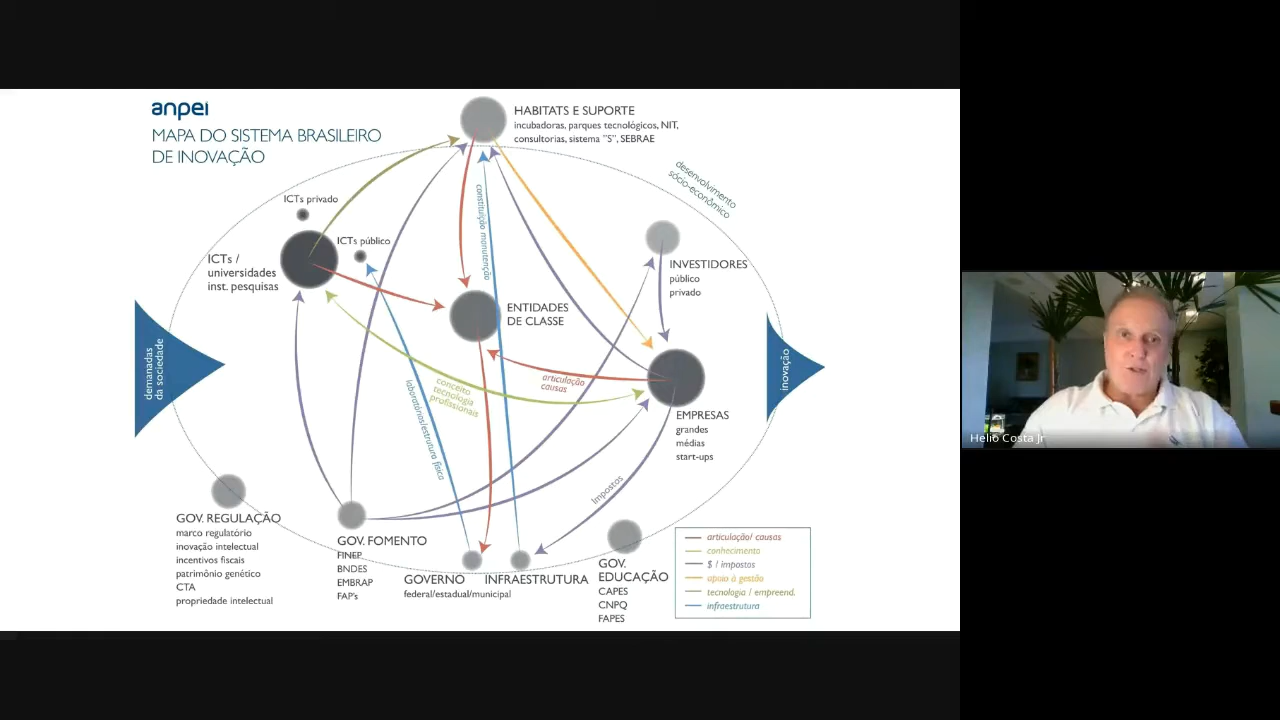 anpei
MAPA DO SISTEMA BRASILEIRO
DE INOVAÇÃO
HABITATS E SUPORTE
incubadoras, parques tecnológicos, NIT,
consultorias, sistema "S", SEBRAE
desenvolvimento
sócio-econômico
ICTs privado
ICTs público
ICTs /
universidades
inst. pesquisas
constituição manutenção
INVESTIDORES
público
privado
ENTIDADES
DE CLASSE
demanadas
da sociedade
inovação
articulação
causas
conceito
tecnologia
profissionais
laboratórios/estrutura física
EMPRESAS
grandes
médias
start-ups
Impostos
Helio Costa Jr
GOV. REGULAÇÃO
marco regulatório
inovação intelectual
incentivos fiscais
patrimônio genético
CTA
propriedade intelectual
GOV. FOMENTO
FINEP
BNDES
EMBRAP
FAP's
GOVERNO
INFRAESTRUTURA
federal/estadual/municipal
GOV.
EDUCAÇÃO
CAPES
CNPQ
FAPES
articulação/ causas
conhecimento
$ / impostos
apoio à gestão
tecnologia / empreend.
infraestrutura